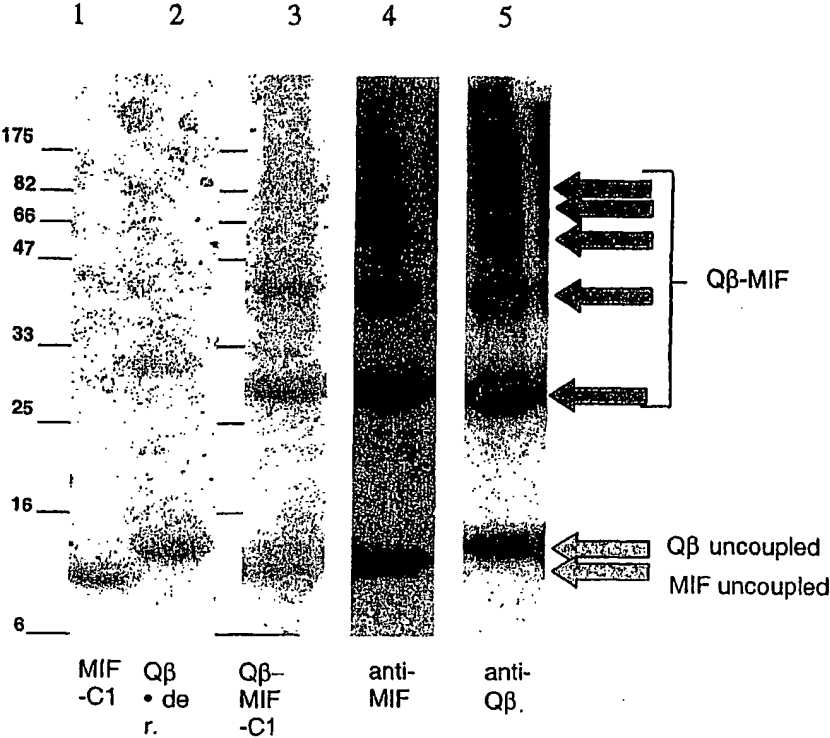 1 2 3 4 5
175
82
66
47
Qβ-MIF
33
25
16
Qβ uncoupled
MIF uncoupled
6
MIF
-C1
Qβ
• de
r.
Qβ–
MIF
-C1
anti-
MIF
anti-
Qβ.